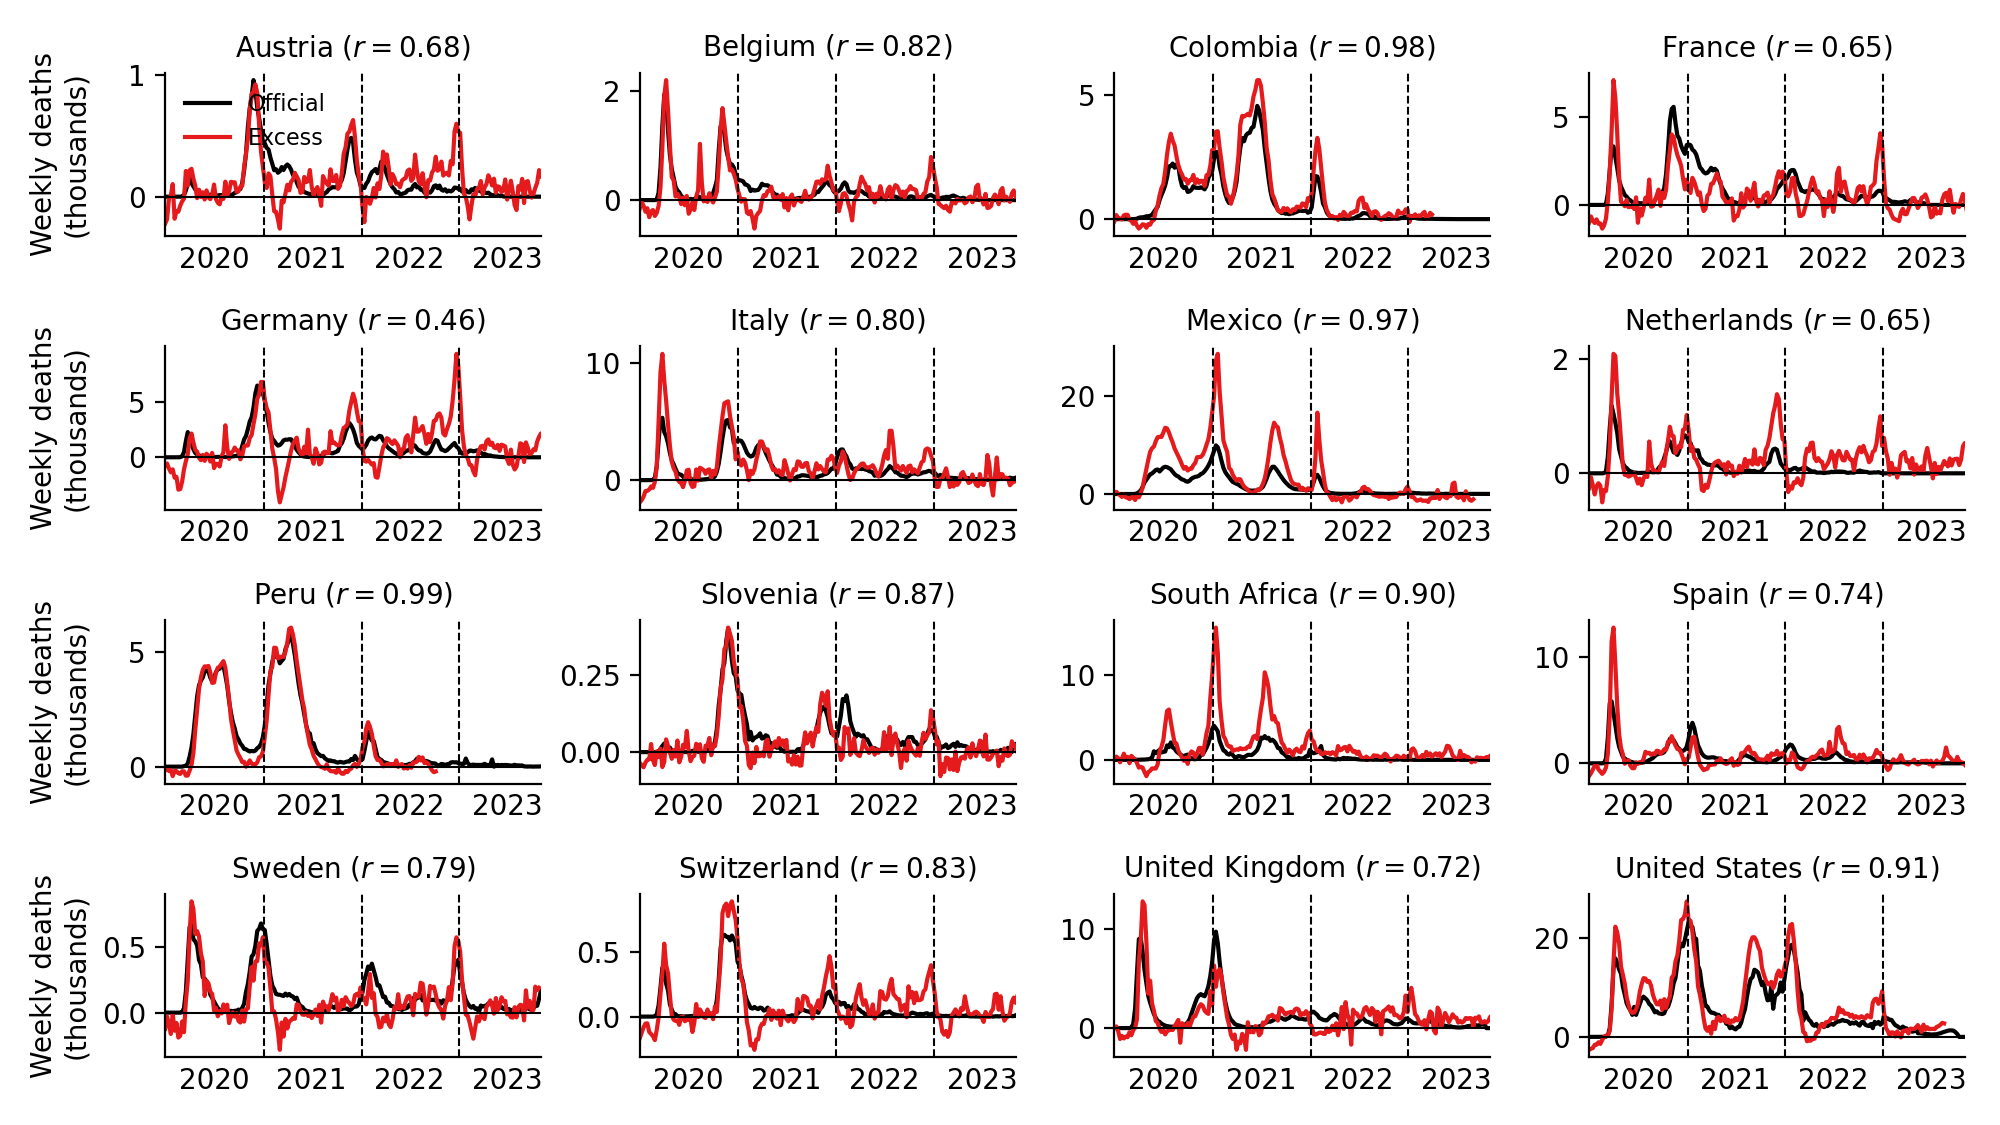 Austria (r = 0.68)
Belgium (r = 0.82)
Colombia (r = 0.98)
France (r = 0.65)
Weekly deaths
(thousands)
1
0
Official
Excess
2020 2021 2022 2023
2
0
2020 2021 2022 2023
5
0
2020 2021 2022 2023
5
0
2020 2021 2022 2023
Germany (r = 0.46)
Italy (r = 0.80)
Mexico (r = 0.97)
Netherlands (r = 0.65)
Weekly deaths
(thousands)
5
0
2020 2021 2022 2023
10
0
2020 2021 2022 2023
20
0
2020 2021 2022 2023
2
0
2020 2021 2022 2023
Peru (r = 0.99)
Slovenia (r = 0.87)
South Africa (r = 0.90)
Spain (r = 0.74)
Weekly deaths
(thousands)
5
0
2020 2021 2022 2023
0.25
0.00
2020 2021 2022 2023
10
0
2020 2021 2022 2023
10
0
2020 2021 2022 2023
Sweden (r = 0.79)
Switzerland (r = 0.83)
United Kingdom (r = 0.72)
United States (r = 0.91)
Weekly deaths
(thousands)
0.5
0.0
2020 2021 2022 2023
0.5
0.0
2020 2021 2022 2023
10
0
2020 2021 2022 2023
20
0
2020 2021 2022 2023